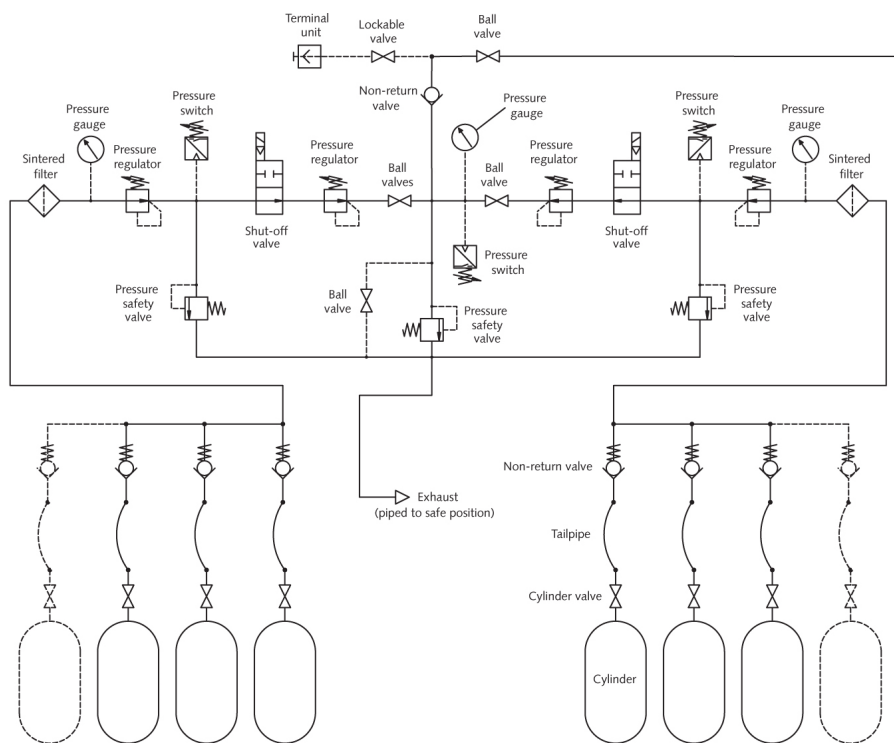 Terminal
unit
Lockable
valve
Ball
valve
Non-return
valve
Pressure
gauge
Pressure
switch
Pressure
gauge
Pressure
regulator
Sintered
filter
Pressure
regulator
Ball
valves
Ball
valve
Pressure
regulator
Pressure
switch
Pressure
regulator
Pressure
gauge
Sintered
filter
Shut-off
valve
Shut-off
valve
Pressure
switch
Pressure
safety
valve
Ball
valve
Pressure
safety
valve
Pressure
safety
valve
Non-return valve
Exhaust
(piped to safe position)
Tailpipe
Cylinder valve
Cylinder